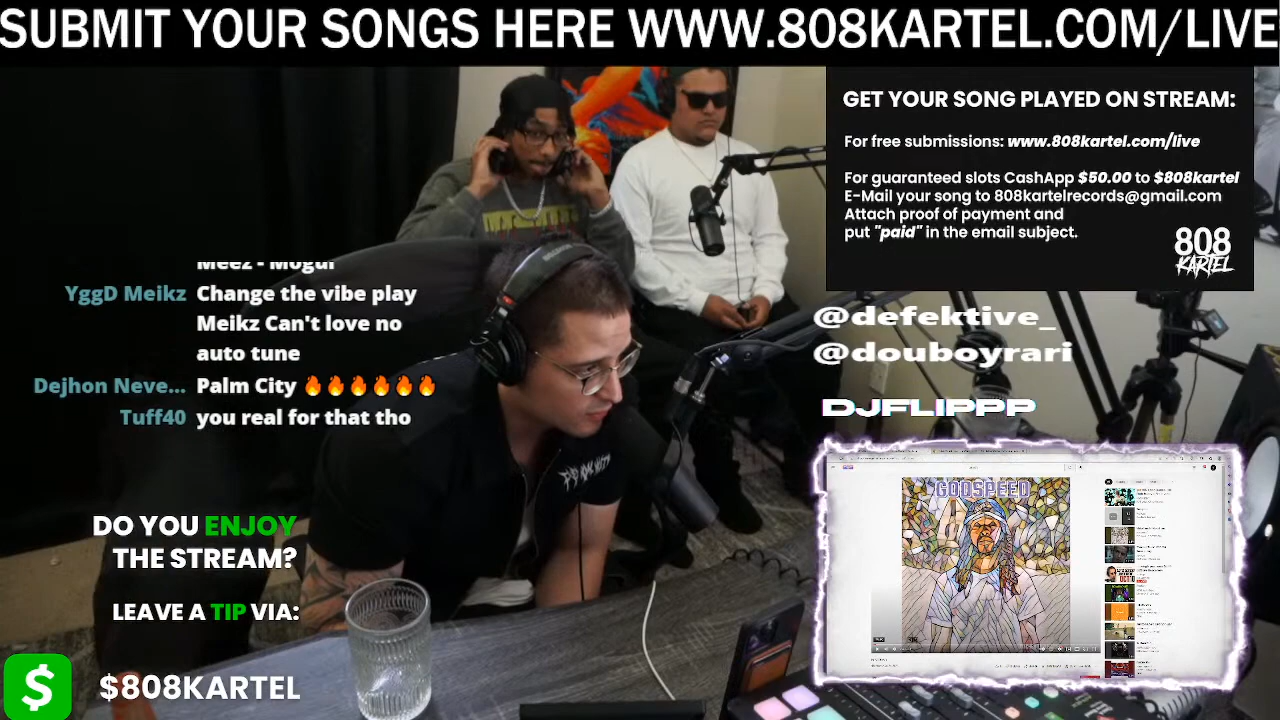 SUBMIT YOUR SONGS HERE WWW.808KARTEL.COM/LIVE
GET YOUR SONG PLAYED ON STREAM:
For free submissions: www.808kartel.com/live
For guaranteed slots CashApp $50.00 to $808kartel
E-Mail your song to 808kartelrecords@gmail.com
Attach proof of payment and
put "paid" in the email subject.
808
KARTEL
Meez - Mogul
YggD Meikz Change the vibe play
Meikz Can't love no
auto tune
Dejhon Neve... Palm City 🔥🔥🔥🔥🔥🔥
Tuff40 you real for that tho
@defektive_
@douboyrari
DJFLIPPP
GODSPEED
DO YOU ENJOY
THE STREAM?
LEAVE A TIP VIA:
$
$808KARTEL